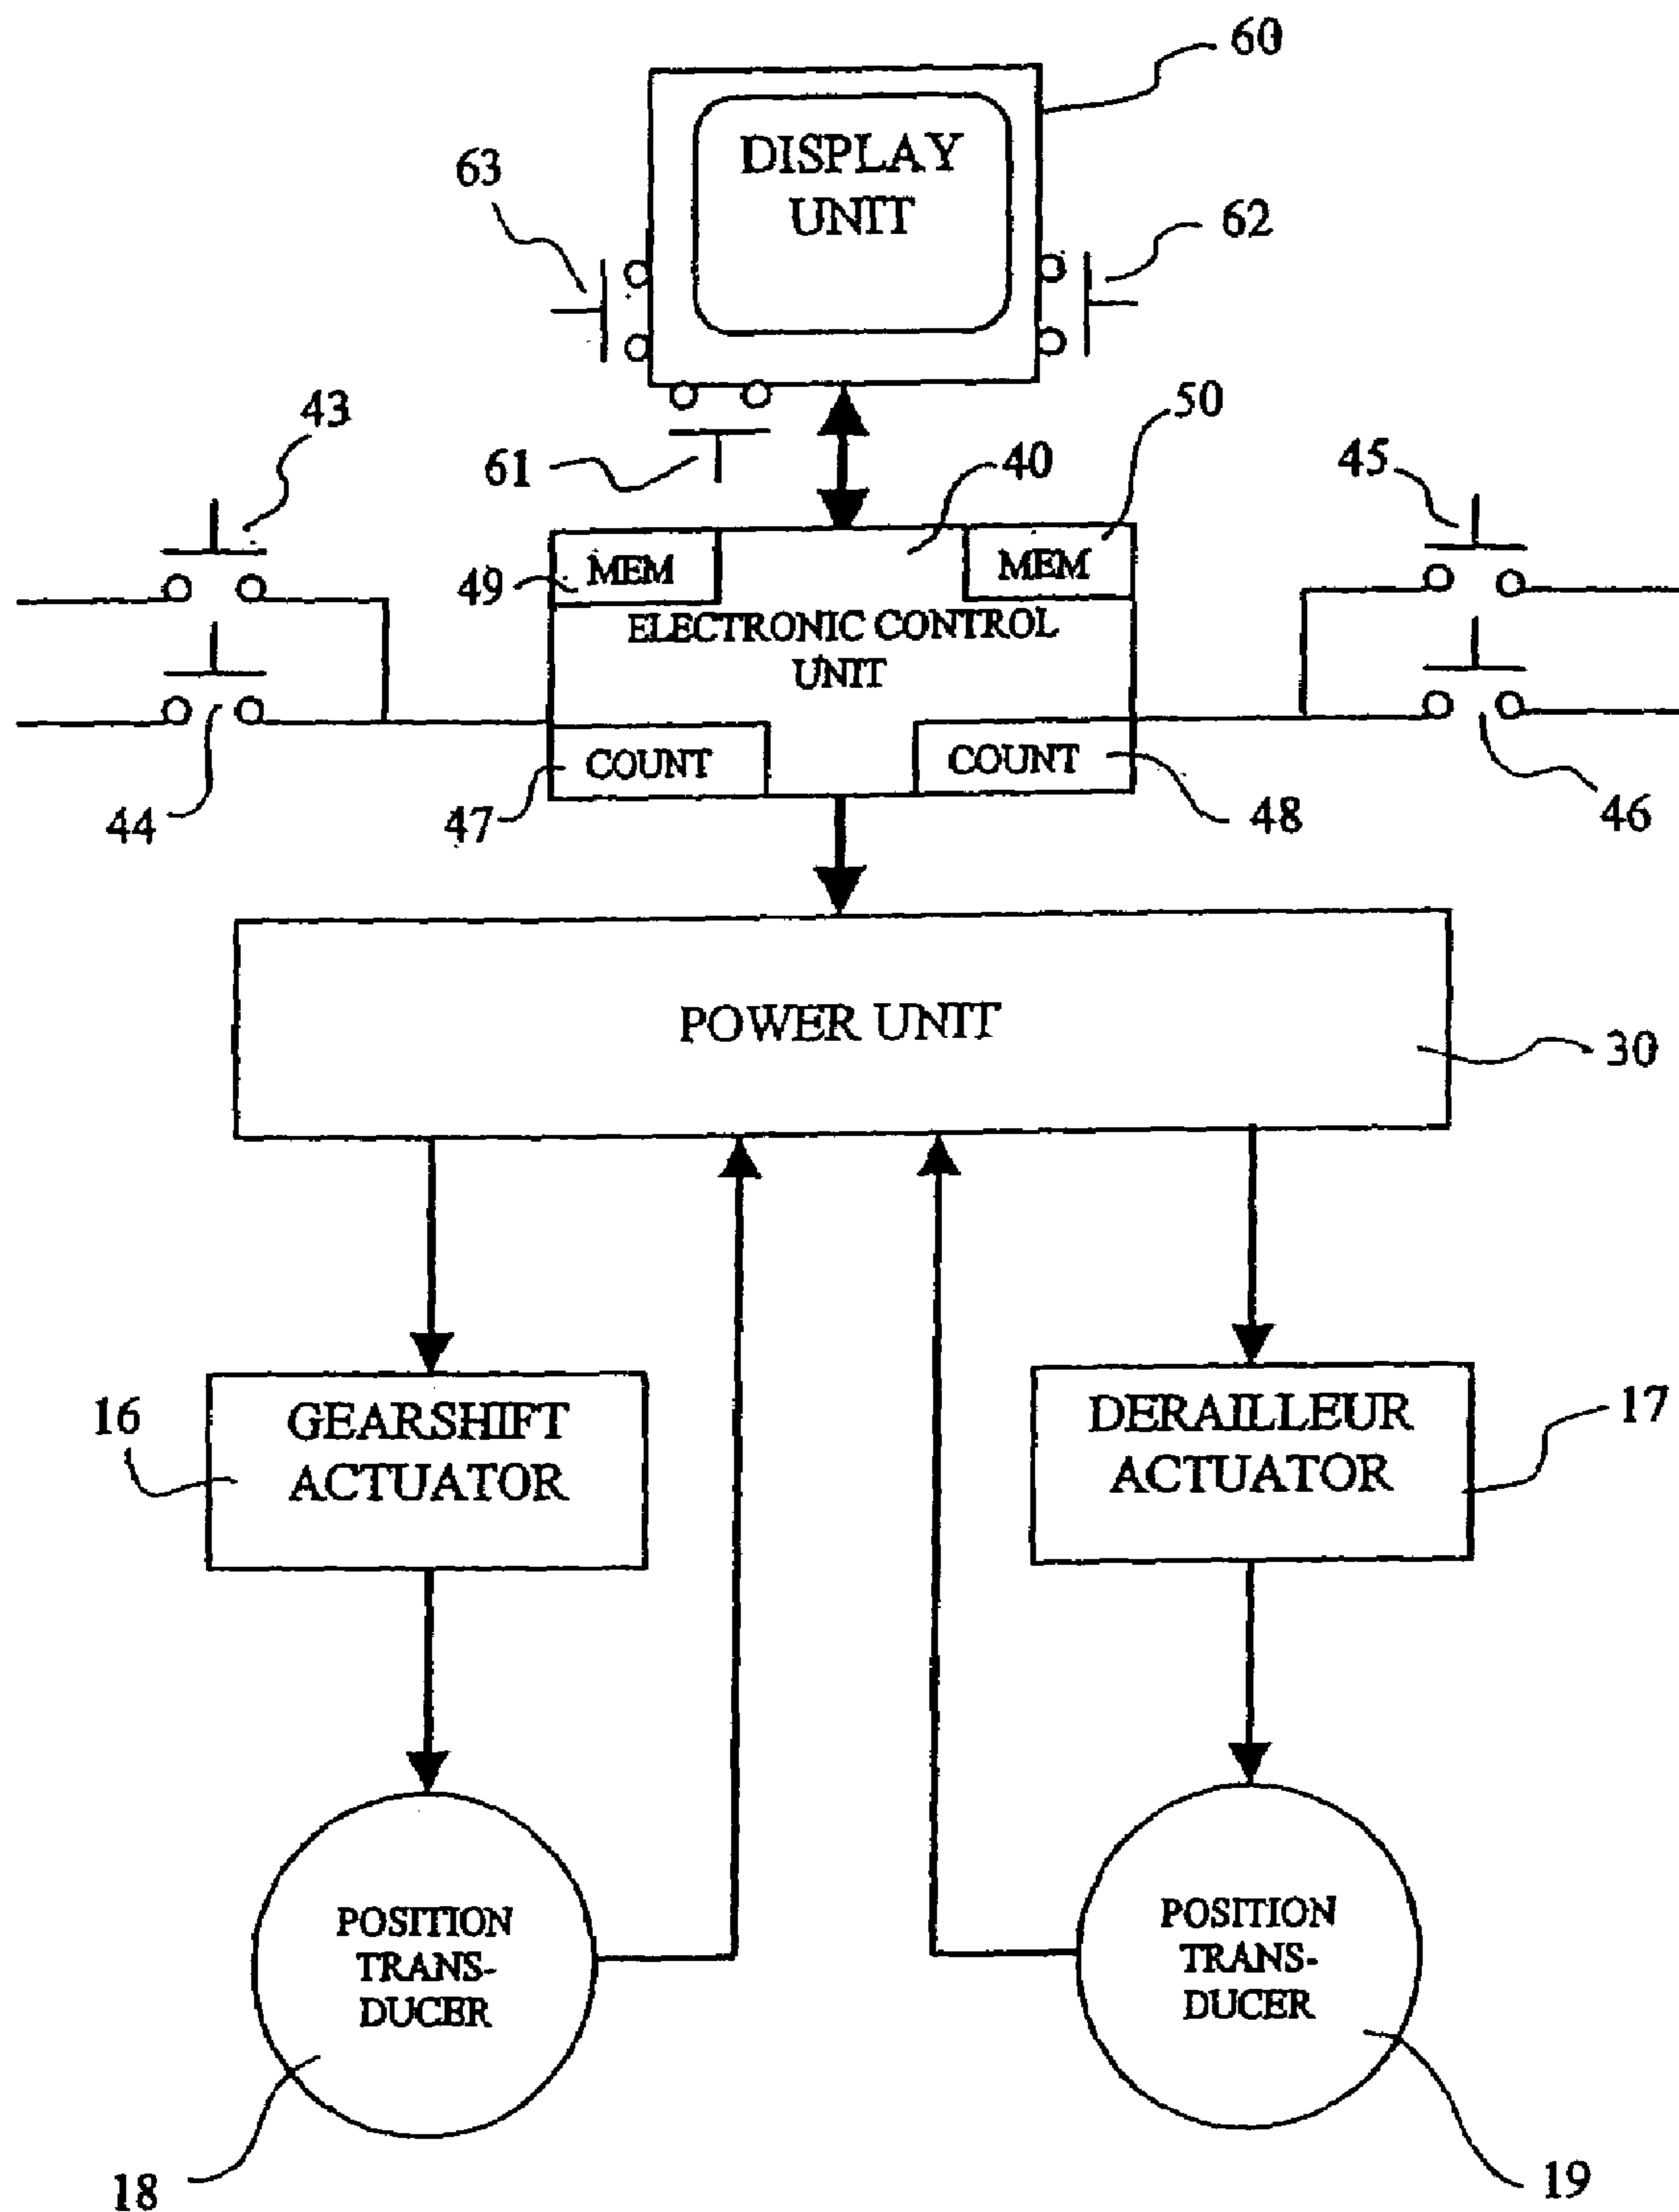 60
DISPLAY
UNIT
63
62
43
61
40
50
45
49
MEM
MEM
ELECTRONIC CONTROL
UNIT
COUNT
COUNT
44
47
48
46
POWER UNIT
30
16
GEARSHIFT
ACTUATOR
DERAILLEUR
ACTUATOR
17
POSITION
TRANS-
DUCER
POSITION
TRANS-
DUCER
18
19